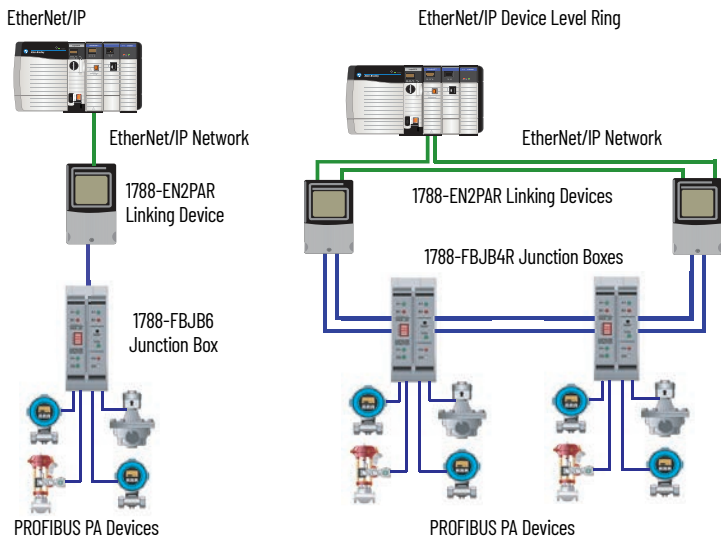 EtherNet/IP
EtherNet/IP Device Level Ring
EtherNet/IP Network
EtherNet/IP Network
1788-EN2PAR
Linking Device
1788-EN2PAR Linking Devices
1788-FBJB4R Junction Boxes
1788-FBJB6
Junction Box
PROFIBUS PA Devices
PROFIBUS PA Devices